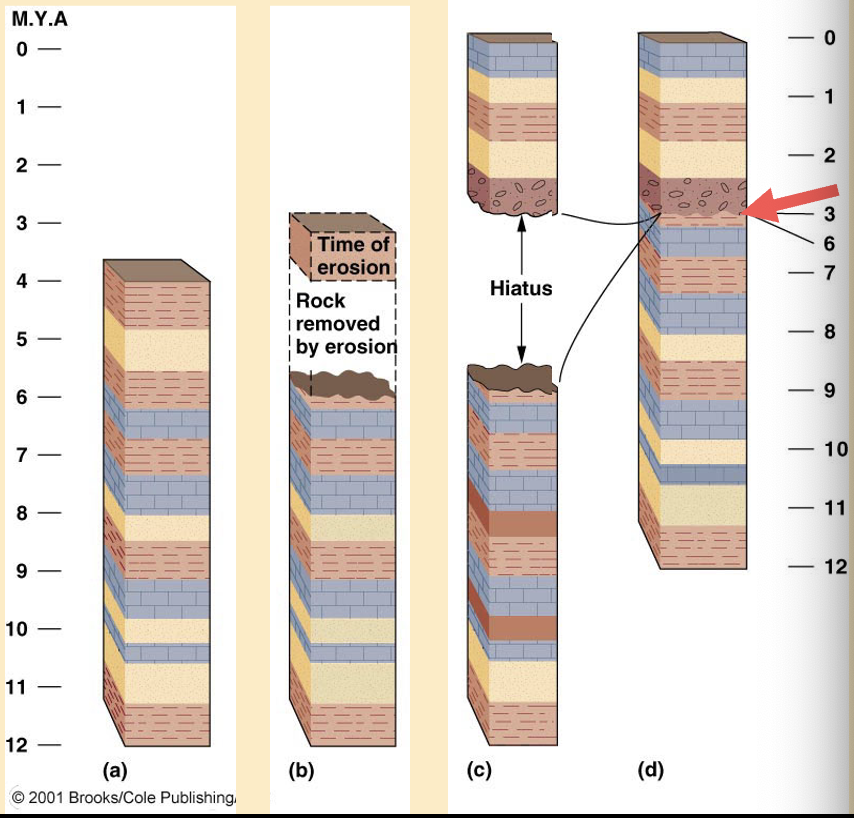 M.Y.A
0
1
2
3
4
5
6
7
8
9
10
11
12
Time of
erosion
Rock
removed
by erosion
Hiatus
0
1
2
3
6
7
8
9
10
11
12
(a)
(b)
(c)
(d)
© 2001 Brooks/Cole Publishing/